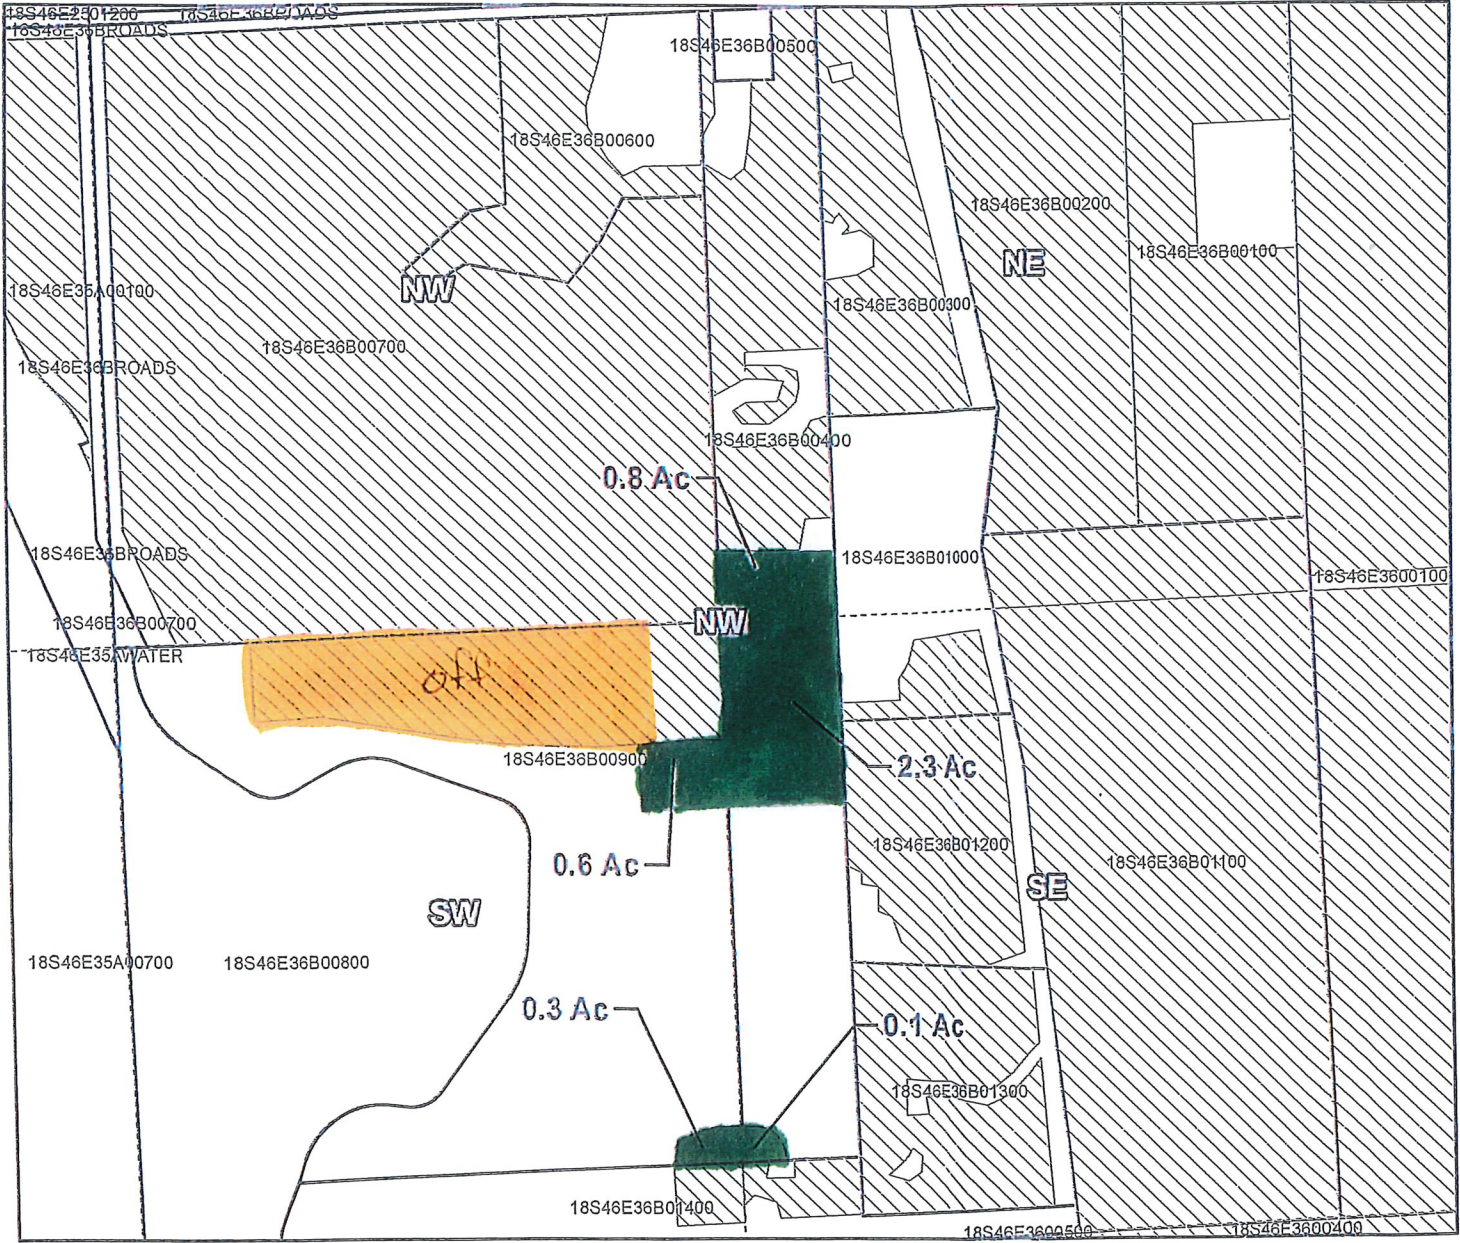 18S46E2501200
18S46E36BROADS
18S46E36BROADS
18S46E36B00500
18S46E36B00600
18S46E36B00200
18S46E36B00100
NE
18S46E35A00100
NW
18S46E36B00300
18S46E36B00700
18S46E36BROADS
18S46E36B00400
0.8 Ac
18S46E36BROADS
18S46E36B01000
18S46E3600100
18S46E36B00700
NW
18S46E35AWATER
off
18S46E36B00900
2.3 Ac
18S46E36B01200
18S46E36B01100
0.6 Ac
SE
SW
18S46E35A00700
18S46E36B00800
0.3 Ac
0.1 Ac
18S46E36B01300
18S46E36B01400
18S46E3600500
18S46E3600400